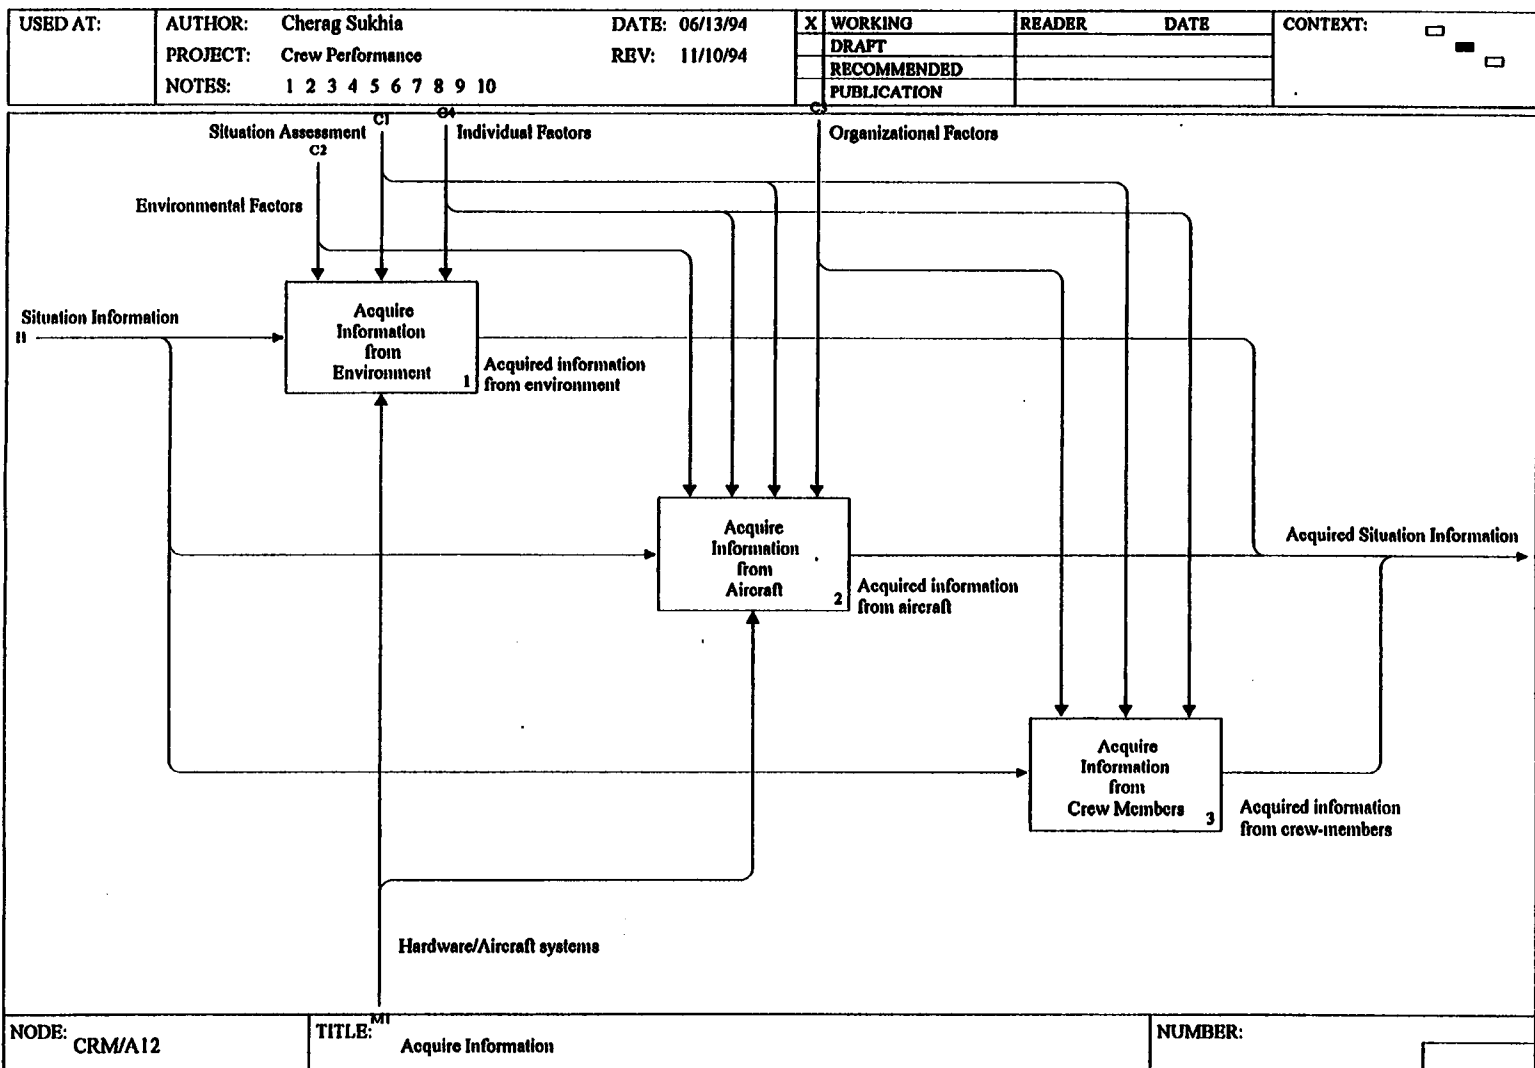 USED AT:
AUTHOR: Cherag Sukhia
DATE: 06/13/94
PROJECT: Crew Performance
REV: 11/10/94
NOTES: 1 2 3 4 5 6 7 8 9 10
X WORKING
DRAFT
RECOMMENDED
PUBLICATION
READER DATE
CONTEXT:
C1
C4
C3
Situation Assessment
Individual Factors
Organizational Factors
C2
Environmental Factors
Situation Information
I1
Acquire
Information
from
Environment
1
Acquired information
from environment
Acquire
Information
from
Aircraft
2
Acquired information
from aircraft
Acquired Situation Information
Acquire
Information
from
Crew Members
3
Acquired information
from crew-members
Hardware/Aircraft systems
M1
NODE: CRM/A12
TITLE: Acquire Information
NUMBER: